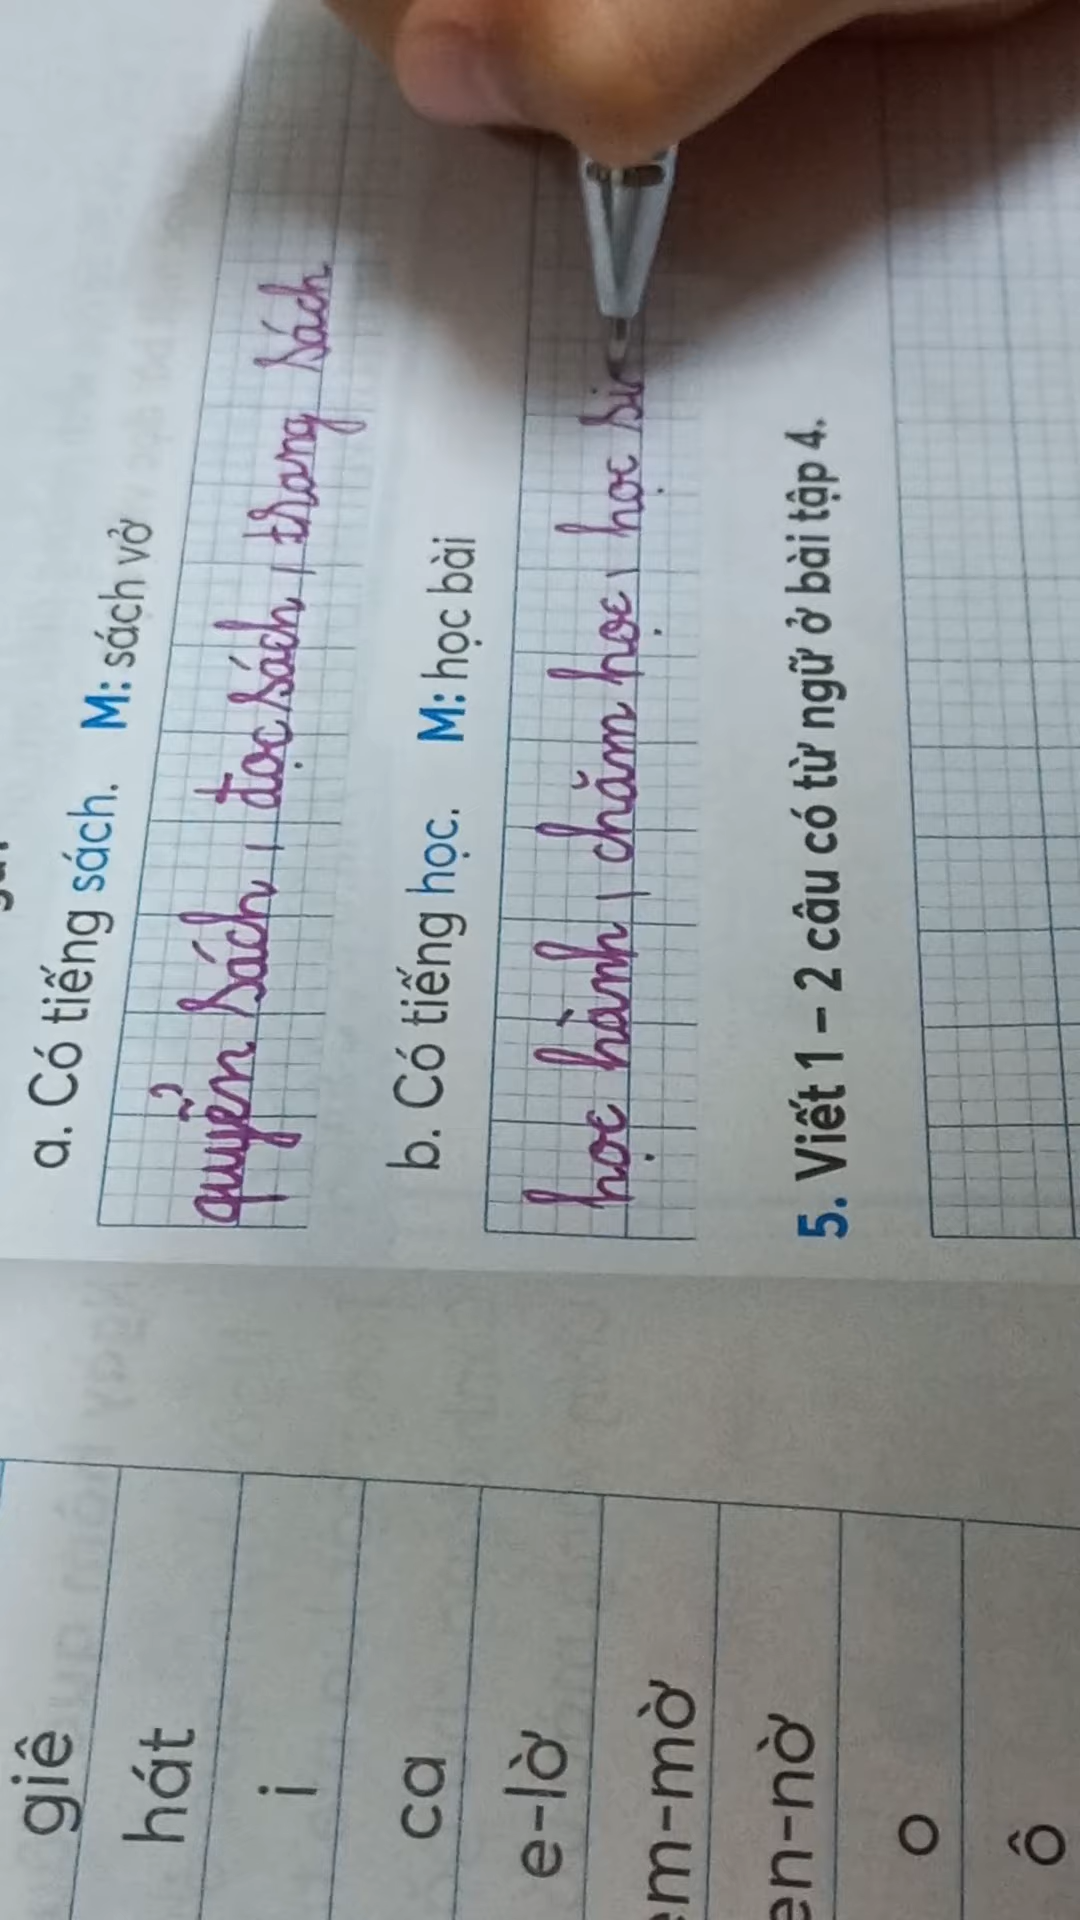 a. Có tiếng sách. M: sách vở
quyển sách, đọc sách, trang sách
b. Có tiếng học. M: học bài
học hành, chăm học, học si
5. Viết 1 – 2 câu có từ ngữ ở bài tập 4.
giê
hát
i
ca
e-lờ
em-mờ
en-nờ
o
ô